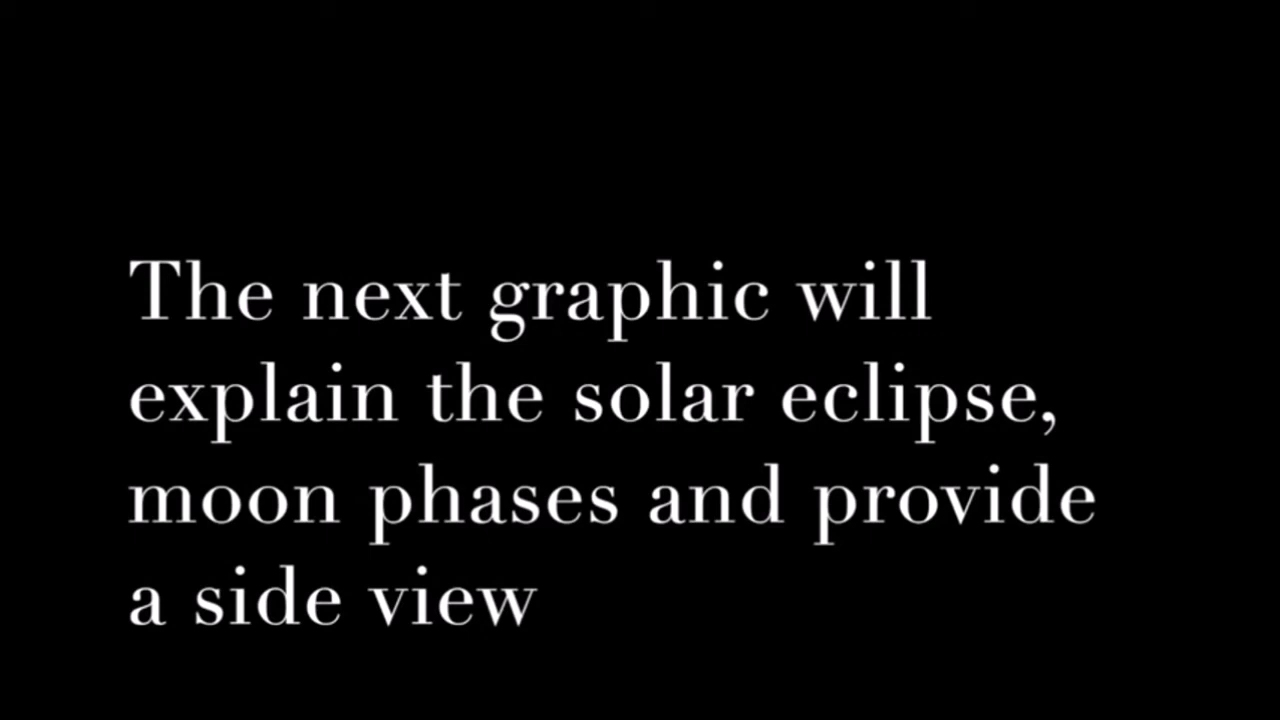 The next graphic will
explain the solar eclipse,
moon phases and provide
a side view